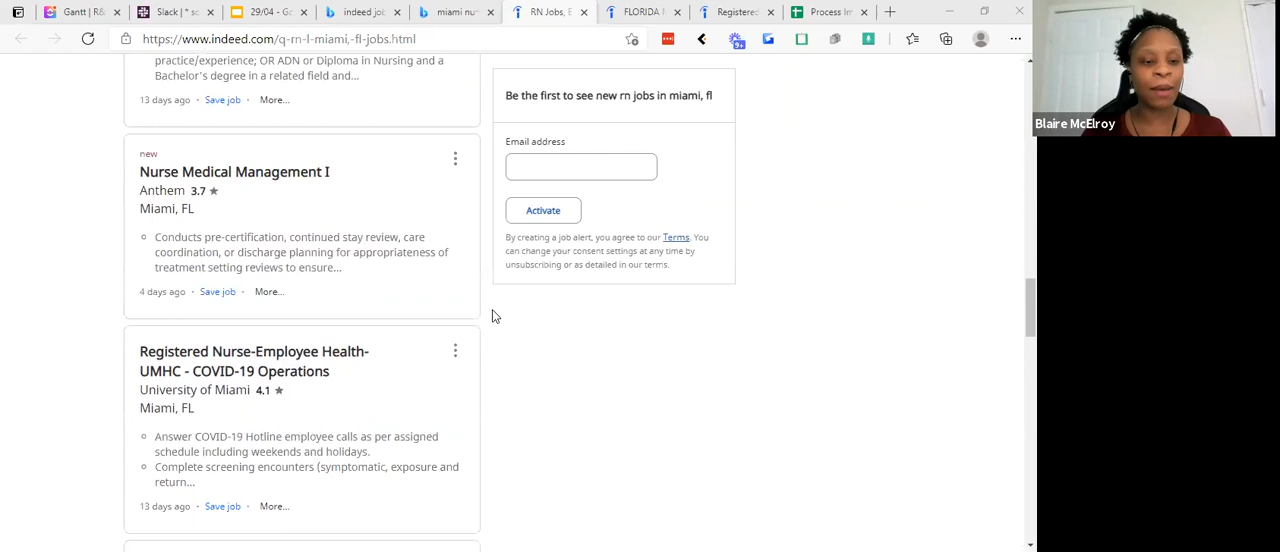 Gantt | R&
Slack | * sc
29/04 - Go
indeed job
miami nur
RN Jobs, E
FLORIDA M
Registered
Process Im
https://www.indeed.com/q-rn-l-miami,-fl-jobs.html
9+
practice/experience; OR ADN or Diploma in Nursing and a
Bachelor's degree in a related field and...
13 days ago • Save job • More...
new
Nurse Medical Management I
Anthem 3.7 ★
Miami, FL
Conducts pre-certification, continued stay review, care
coordination, or discharge planning for appropriateness of
treatment setting reviews to ensure...
4 days ago • Save job • More...
Registered Nurse-Employee Health-
UMHC - COVID-19 Operations
University of Miami 4.1 ★
Miami, FL
Answer COVID-19 Hotline employee calls as per assigned
schedule including weekends and holidays.
Complete screening encounters (symptomatic, exposure and
return...
13 days ago • Save job • More...
Be the first to see new rn jobs in miami, fl
Email address
Activate
By creating a job alert, you agree to our Terms. You
can change your consent settings at any time by
unsubscribing or as detailed in our terms.
Blaire McElroy